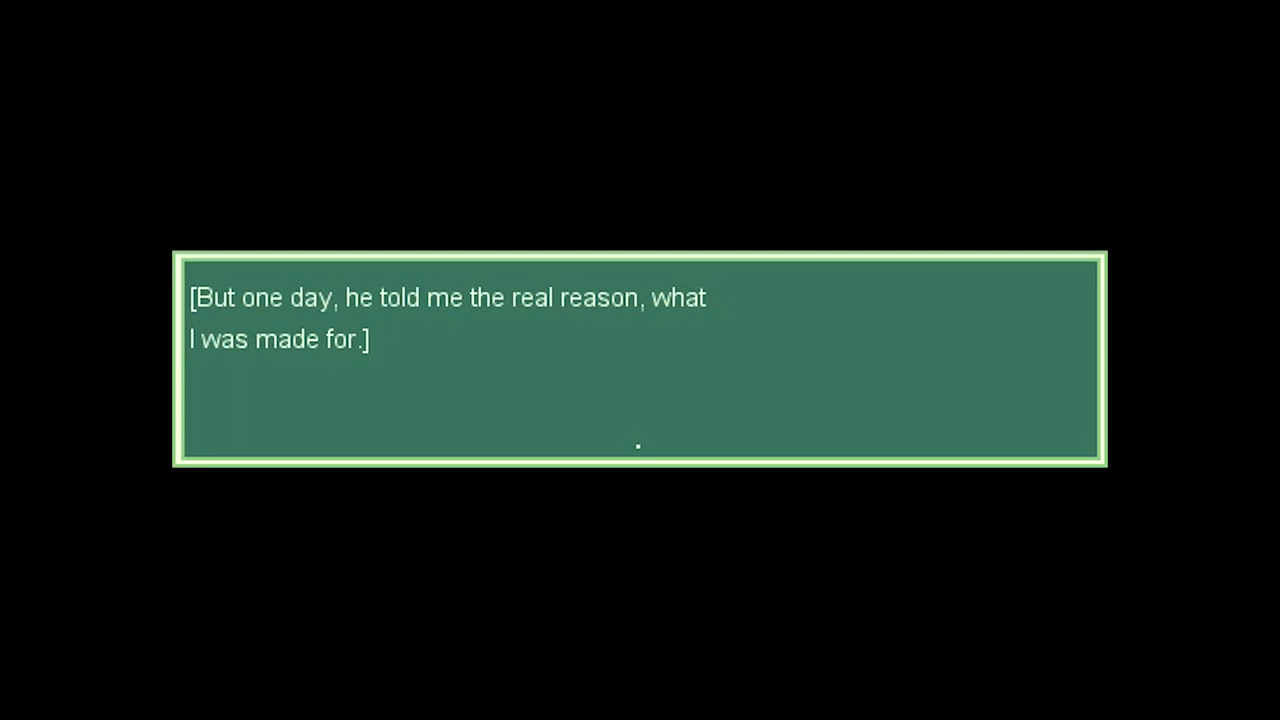 [But one day, he told me the real reason, what
I was made for.]